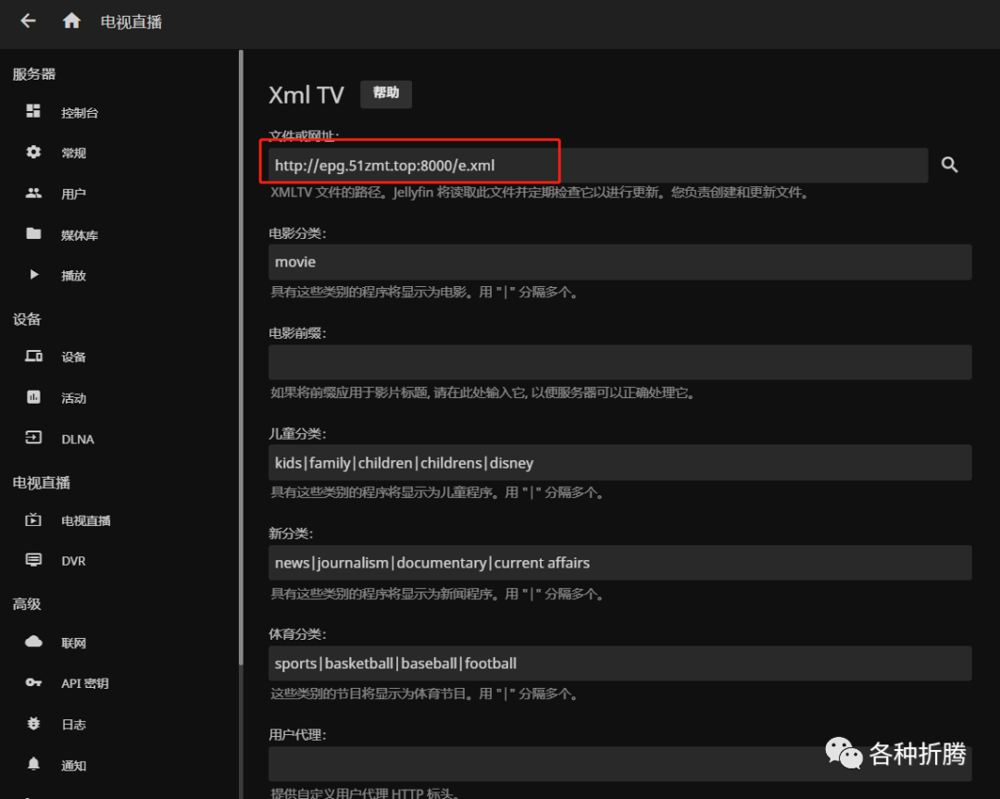 电视直播
服务器
控制台
常规
用户
媒体库
播放
设备
设备
活动
DLNA
电视直播
电视直播
DVR
高级
联网
API 密钥
日志
通知
Xml TV 帮助
文件或网址:
http://epg.51zmt.top:8000/e.xml
XMLTV 文件的路径。Jellyfin 将读取此文件并定期检查它以进行更新。您负责创建和更新文件。
电影分类:
movie
具有这些类别的程序将显示为电影。用 "|" 分隔多个。
电影前缀:
如果将前缀应用于影片标题, 请在此处输入它, 以便服务器可以正确处理它。
儿童分类:
kids|family|children|childrens|disney
具有这些类别的程序将显示为儿童程序。用 "|" 分隔多个。
新分类:
news|journalism|documentary|current affairs
具有这些类别的程序将显示为新闻程序。用 "|" 分隔多个。
体育分类:
sports|basketball|baseball|football
这些类别的节目将显示为体育节目。用 "|" 分隔多个。
用户代理:
提供自定义用户代理 HTTP 标头。
各种折腾